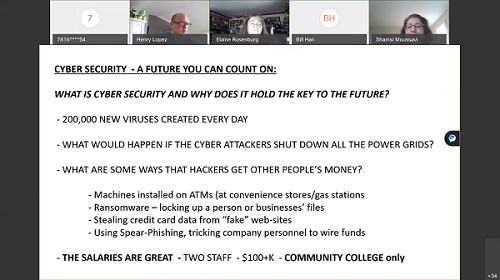 7
7816****54
Henry Lopez
Elaine Rosenburg
BH
Bill Han
Shamsi Moussavi
CYBER SECURITY - A FUTURE YOU CAN COUNT ON:
WHAT IS CYBER SECURITY AND WHY DOES IT HOLD THE KEY TO THE FUTURE?
- 200,000 NEW VIRUSES CREATED EVERY DAY
- WHAT WOULD HAPPEN IF THE CYBER ATTACKERS SHUT DOWN ALL THE POWER GRIDS?
- WHAT ARE SOME WAYS THAT HACKERS GET OTHER PEOPLE'S MONEY?
- Machines installed on ATMs (at convenience stores/gas stations
- Ransomware – locking up a person or businesses' files
- Stealing credit card data from "fake" web-sites
- Using Spear-Phishing, tricking company personnel to wire funds
- THE SALARIES ARE GREAT - TWO STAFF - $100+K - COMMUNITY COLLEGE only
+34